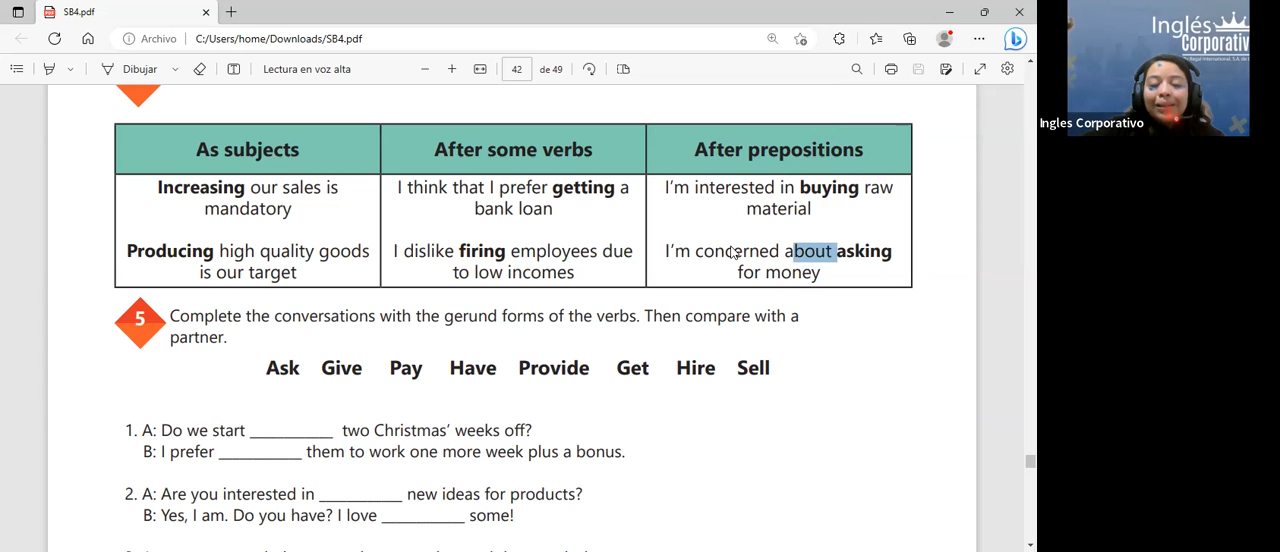 SB4.pdf
Archivo C:/Users/home/Downloads/SB4.pdf
Dibujar Lectura en voz alta 42 de 49
Inglés
Corporativo
Ingles Corporativo
As subjects After some verbs After prepositions
Increasing our sales is
mandatory
Producing high quality goods
is our target
I think that I prefer getting a
bank loan
I dislike firing employees due
to low incomes
I'm interested in buying raw
material
I'm concerned about asking
for money
5 Complete the conversations with the gerund forms of the verbs. Then compare with a
partner.
Ask Give Pay Have Provide Get Hire Sell
1. A: Do we start __________ two Christmas' weeks off?
B: I prefer __________ them to work one more week plus a bonus.
2. A: Are you interested in __________ new ideas for products?
B: Yes, I am. Do you have? I love __________ some!